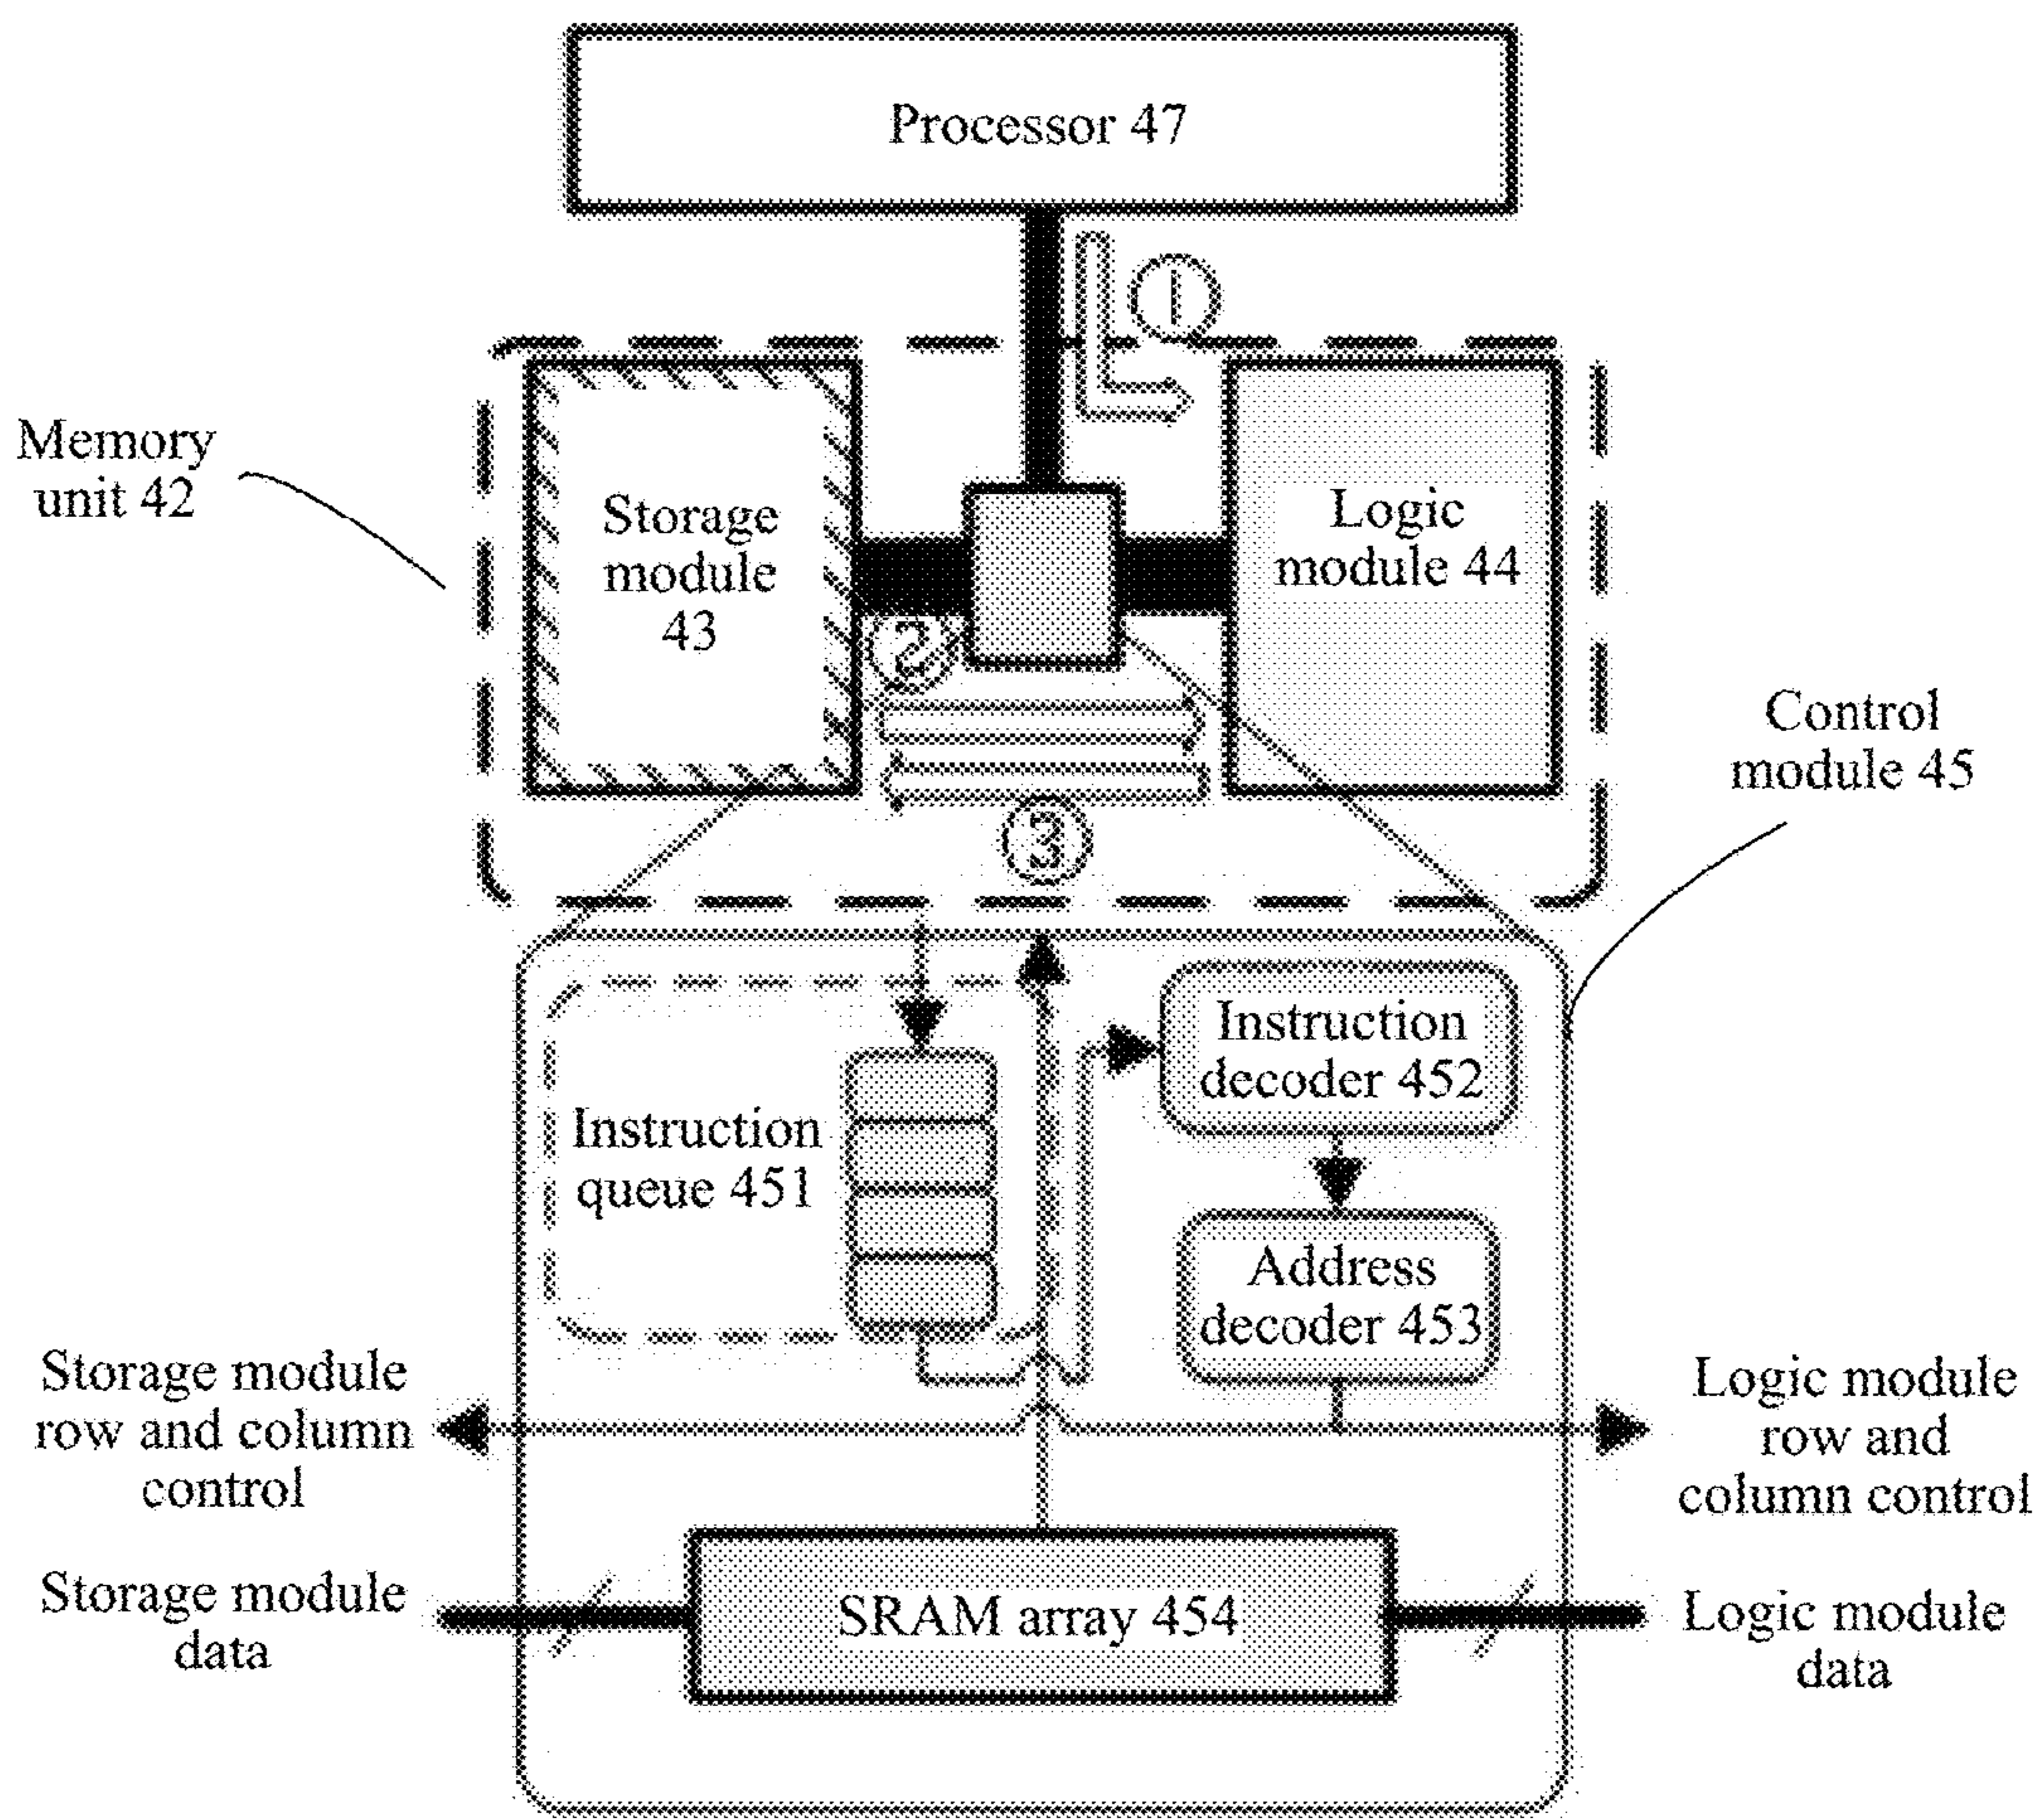 Processor 47
①
Memory
unit 42
Storage
module
43
Logic
module 44
②
③
Control
module 45
Instruction
queue 451
Instruction
decoder 452
Address
decoder 453
Storage module
row and column
control
Logic module
row and
column control
Storage module
data
SRAM array 454
Logic module
data